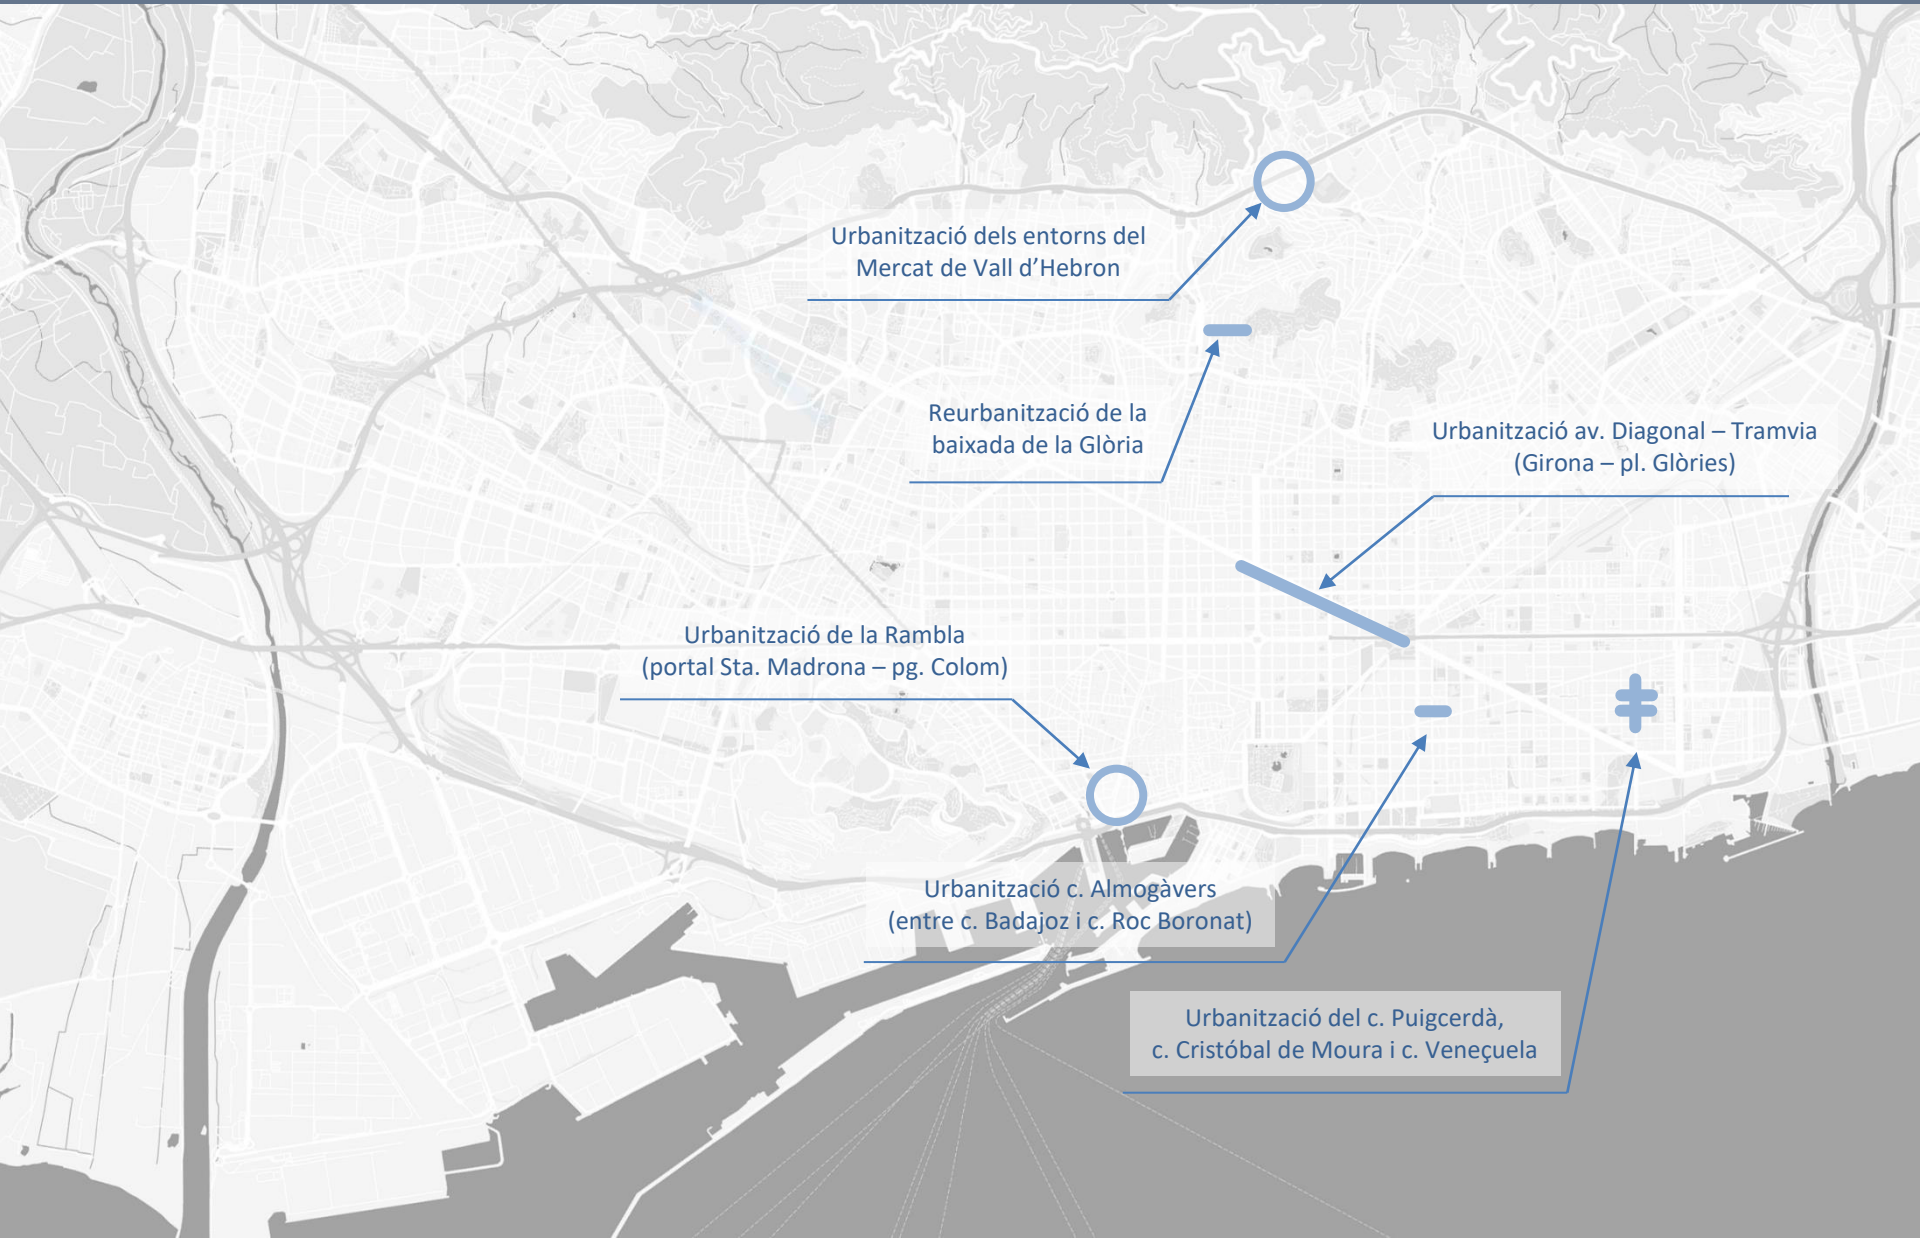 Urbanització dels entorns del
Mercat de Vall d’Hebron
Reurbanització de la
baixada de la Glòria
Urbanització av. Diagonal – Tramvia
(Girona – pl. Glòries)
Urbanització de la Rambla
(portal Sta. Madrona – pg. Colom)
Urbanització c. Almogàvers
(entre c. Badajoz i c. Roc Boronat)
Urbanització del c. Puigcerdà,
c. Cristóbal de Moura i c. Veneçuela